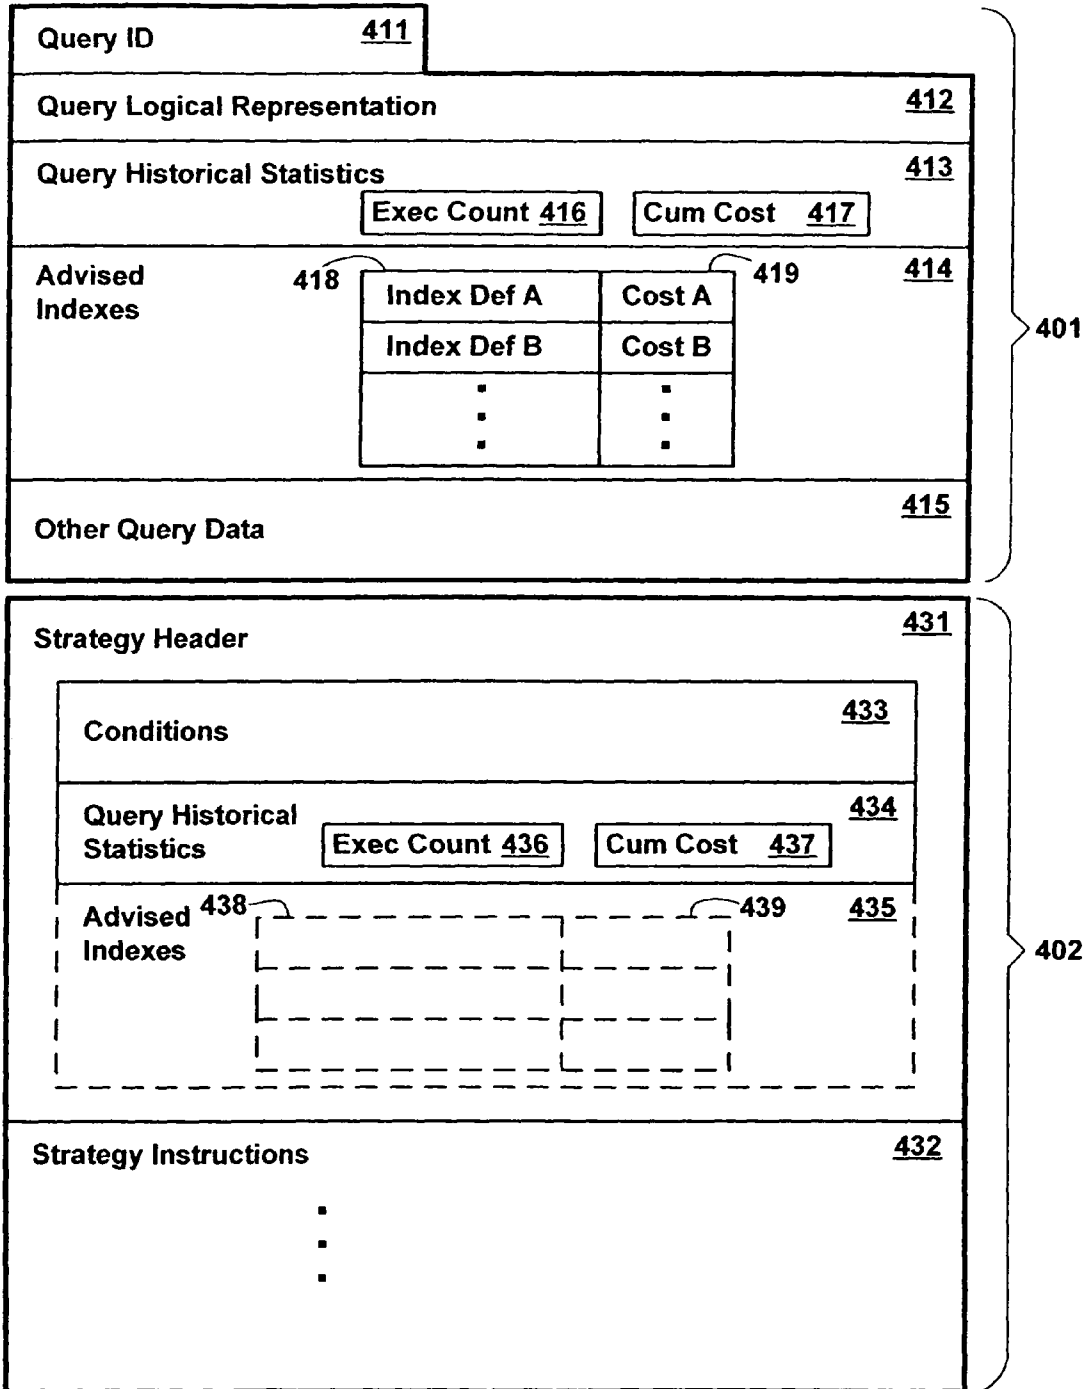 Query ID 411
Query Logical Representation 412
Query Historical Statistics 413
Exec Count 416 Cum Cost 417
Advised Indexes 418 419 414
Index Def A Cost A
Index Def B Cost B
401
Other Query Data 415
Strategy Header 431
Conditions 433
Query Historical Statistics 434
Exec Count 436 Cum Cost 437
Advised Indexes 438 439 435
402
Strategy Instructions 432